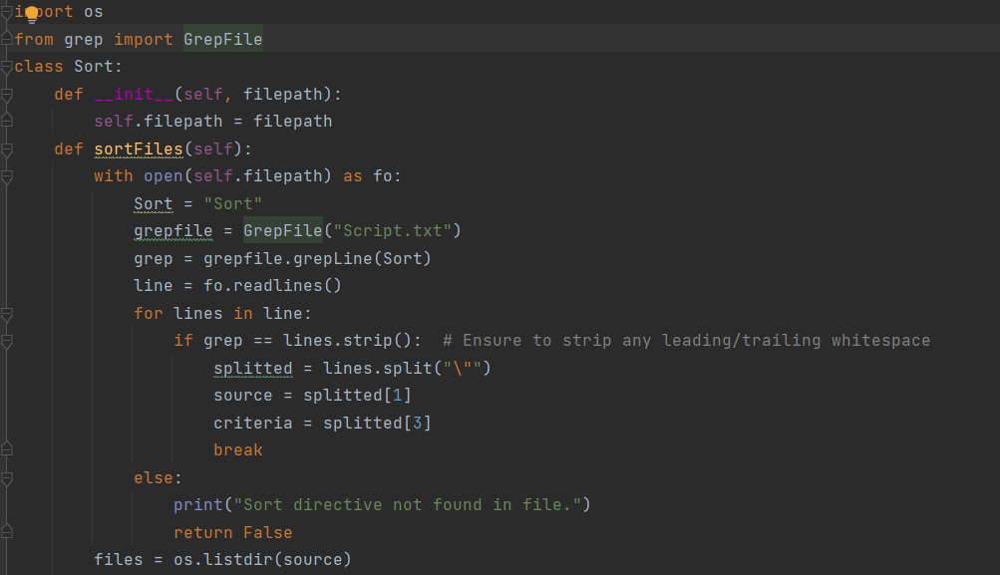 import os
from grep import GrepFile
class Sort:
    def __init__(self, filepath):
        self.filepath = filepath
    def sortFiles(self):
        with open(self.filepath) as fo:
            Sort = "Sort"
            grepfile = GrepFile("Script.txt")
            grep = grepfile.grepLine(Sort)
            line = fo.readlines()
            for lines in line:
                if grep == lines.strip():  # Ensure to strip any leading/trailing whitespace
                    splitted = lines.split("\"")
                    source = splitted[1]
                    criteria = splitted[3]
                    break
            else:
                print("Sort directive not found in file.")
                return False
        files = os.listdir(source)